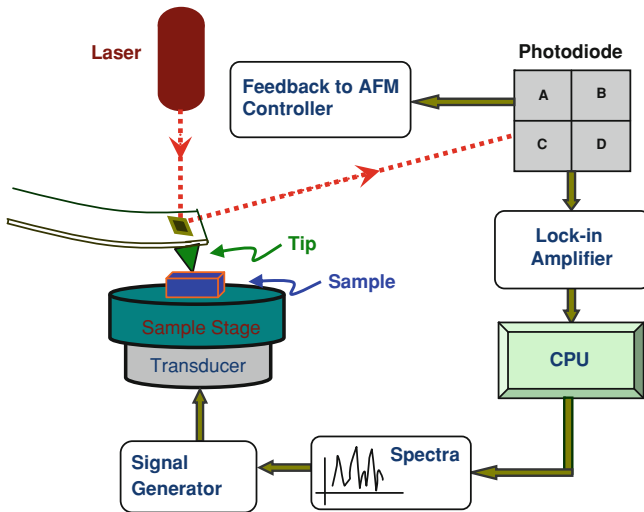 Laser
Photodiode
Feedback to AFM
Controller
A
B
C
D
Tip
Sample
Lock-in
Amplifier
Sample Stage
Transducer
CPU
Signal
Generator
Spectra